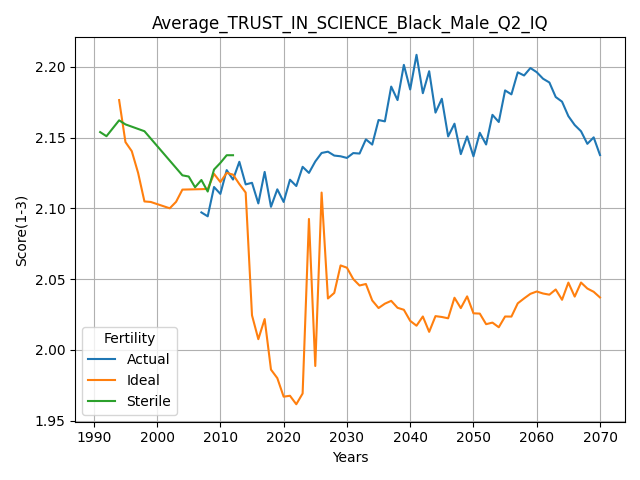 Average_TRUST_IN_SCIENCE_Black_Male_Q2_IQ
Score(1-3)
2.20
2.15
2.10
2.05
2.00
1.95
Fertility
Actual
Ideal
Sterile
1990 2000 2010 2020 2030 2040 2050 2060 2070
Years